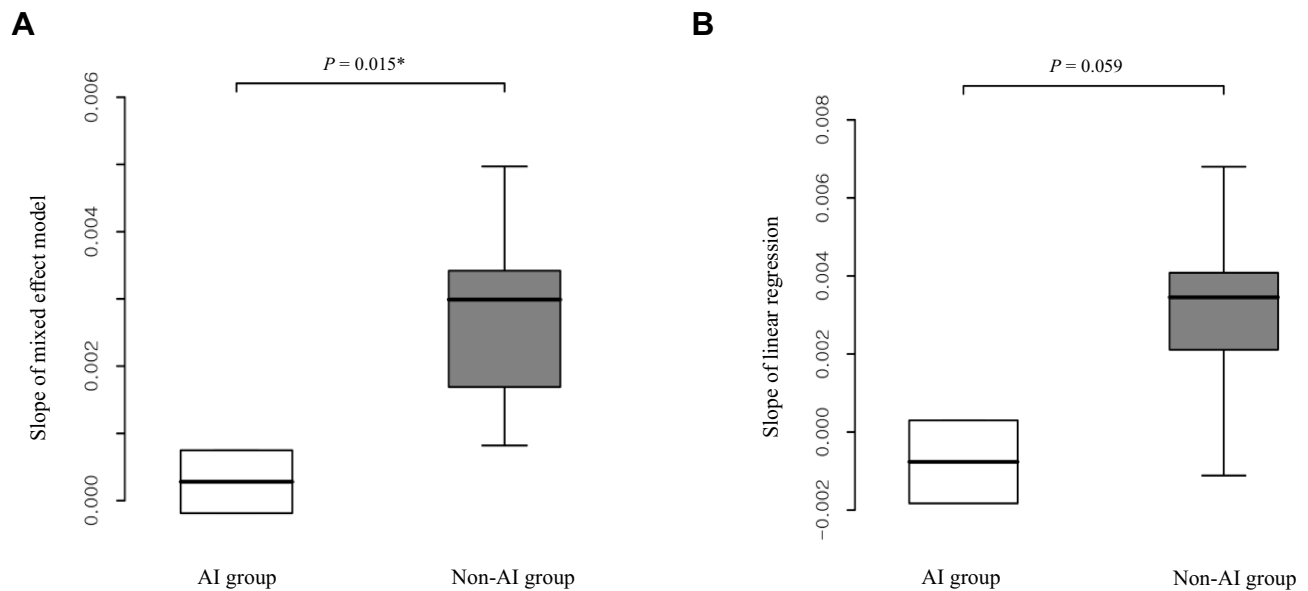 A
P = 0.015*
0.006
0.004
0.002
0.000
Slope of mixed effect model
AI group
Non-AI group
B
P = 0.059
0.008
0.006
0.004
0.002
0.000
−0.002
Slope of linear regression
AI group
Non-AI group